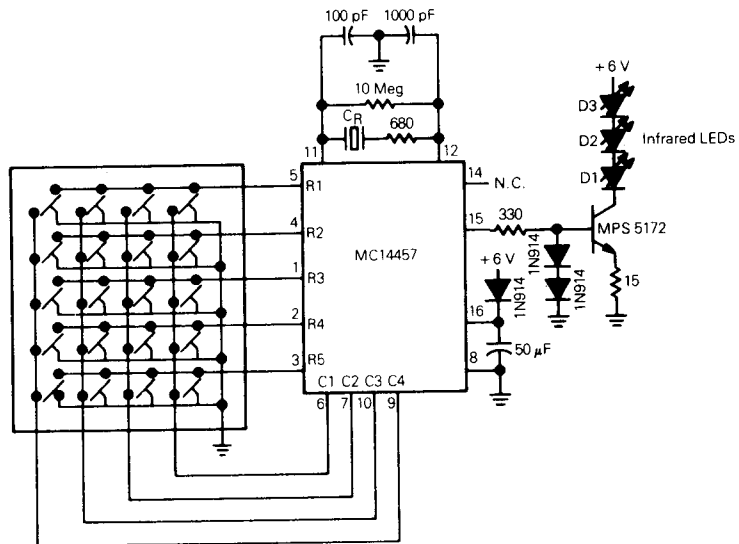 100 pF 1000 pF
10 Meg
CR 680
11 12
+ 6 V
D3
D2 Infrared LEDs
D1
14 N.C.
15 330
MPS 5172
15
1N914
1N914
+ 6 V
1N914
16
50 µF
8
MC14457
5 R1
4 R2
1 R3
2 R4
3 R5
C1 C2 C3 C4
6 7 10 9